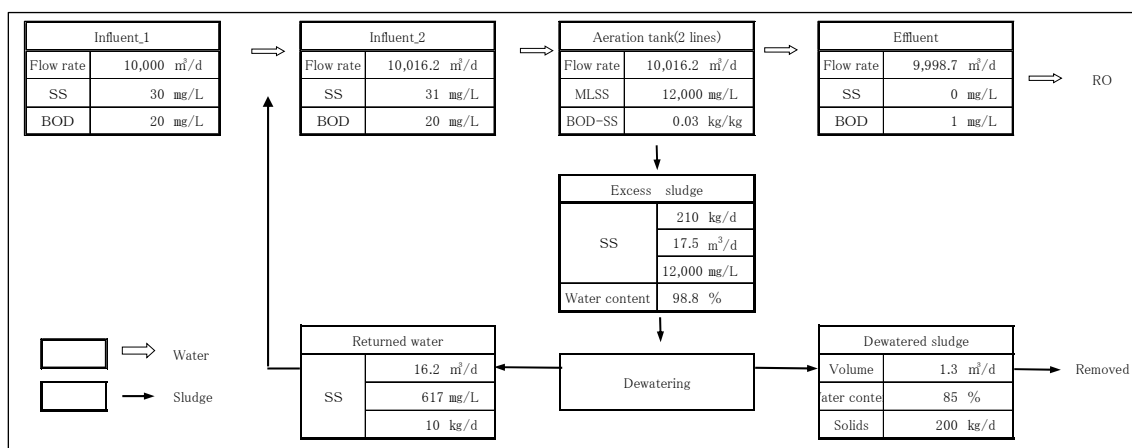 Influent_1
Flow rate 10,000 m³/d
SS 30 mg/L
BOD 20 mg/L
Influent_2
Flow rate 10,016.2 m³/d
SS 31 mg/L
BOD 20 mg/L
Aeration tank(2 lines)
Flow rate 10,016.2 m³/d
MLSS 12,000 mg/L
BOD-SS 0.03 kg/kg
Effluent
Flow rate 9,998.7 m³/d
SS 0 mg/L
BOD 1 mg/L
RO
Excess sludge
SS
210 kg/d
17.5 m³/d
12,000 mg/L
Water content 98.8 %
Returned water
SS
16.2 m³/d
617 mg/L
10 kg/d
Dewatering
Dewatered sludge
Volume 1.3 m³/d
ater conte 85 %
Solids 200 kg/d
Removed
Water
Sludge